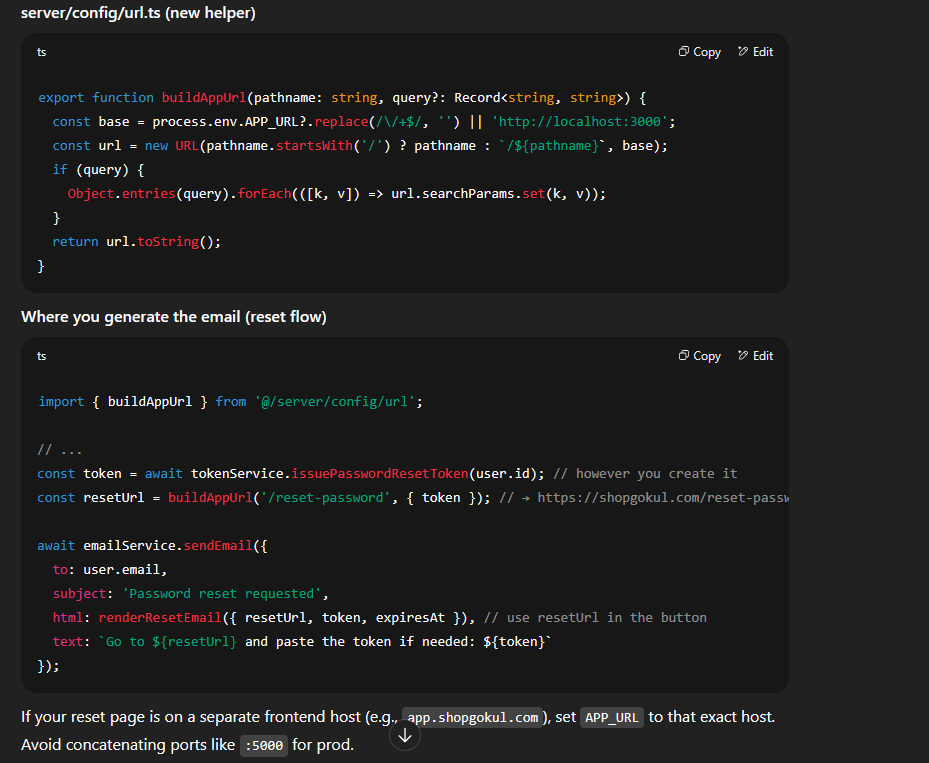 server/config/url.ts (new helper)
ts
Copy
Edit
export function buildAppUrl(pathname: string, query?: Record<string, string>) {
  const base = process.env.APP_URL?.replace(/\/+$/, '') || 'http://localhost:3000';
  const url = new URL(pathname.startsWith('/') ? pathname : `/${pathname}`, base);
  if (query) {
    Object.entries(query).forEach(([k, v]) => url.searchParams.set(k, v));
  }
  return url.toString();
}
Where you generate the email (reset flow)
ts
Copy
Edit
import { buildAppUrl } from '@/server/config/url';
// ...
const token = await tokenService.issuePasswordResetToken(user.id); // however you create it
const resetUrl = buildAppUrl('/reset-password', { token }); // → https://shopgokul.com/reset-passw
await emailService.sendEmail({
  to: user.email,
  subject: 'Password reset requested',
  html: renderResetEmail({ resetUrl, token, expiresAt }), // use resetUrl in the button
  text: `Go to ${resetUrl} and paste the token if needed: ${token}`
});
If your reset page is on a separate frontend host (e.g., app.shopgokul.com), set APP_URL to that exact host.
Avoid concatenating ports like :5000 for prod.